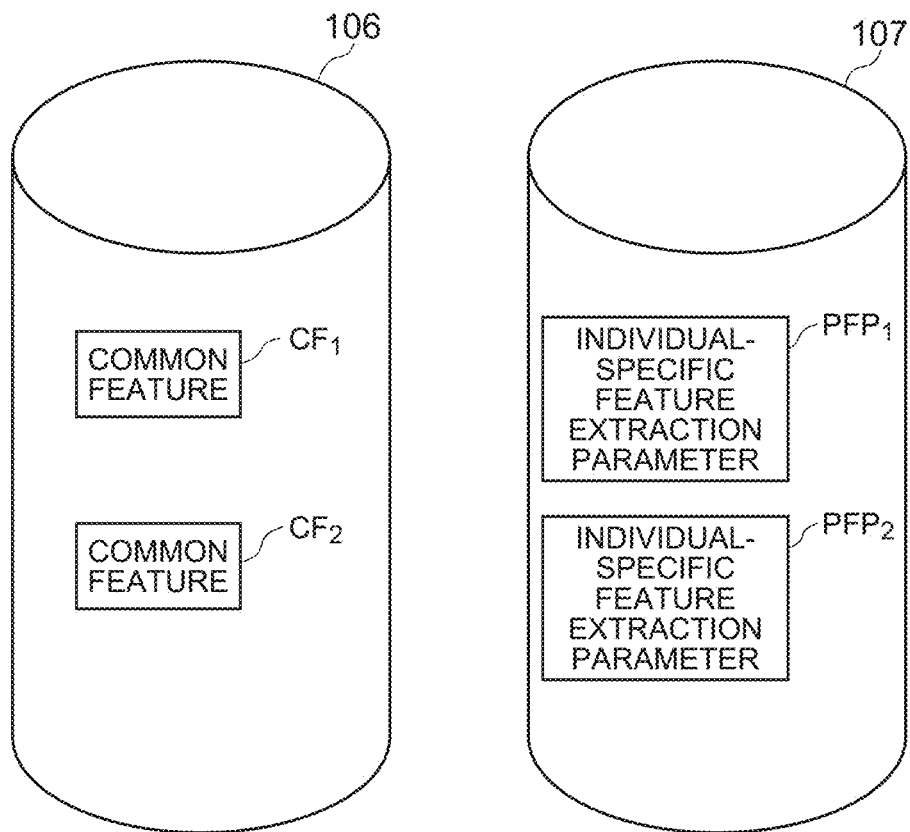 106
107
COMMON
FEATURE
CF₁
COMMON
FEATURE
CF₂
INDIVIDUAL-
SPECIFIC
FEATURE
EXTRACTION
PARAMETER
PFP₁
INDIVIDUAL-
SPECIFIC
FEATURE
EXTRACTION
PARAMETER
PFP₂